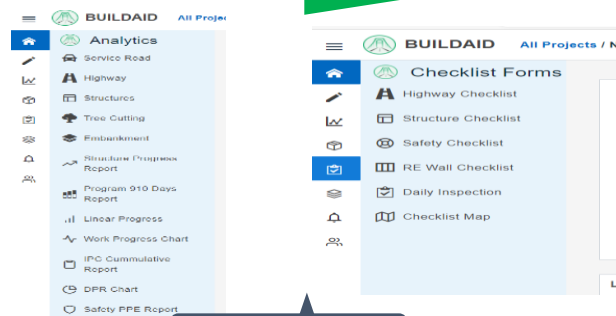 BUILDAID All Proje
Analytics
Service Road
Highway
Structures
Tree Cutting
Embankment
Structure Progress
Report
Program 910 Days
Report
Linear Progress
Work Progress Chart
IPC Cummulative
Report
DPR Chart
Safety PPE Report
BUILDAID All Projects / N
Checklist Forms
Highway Checklist
Structure Checklist
Safety Checklist
RE Wall Checklist
Daily Inspection
Checklist Map
L